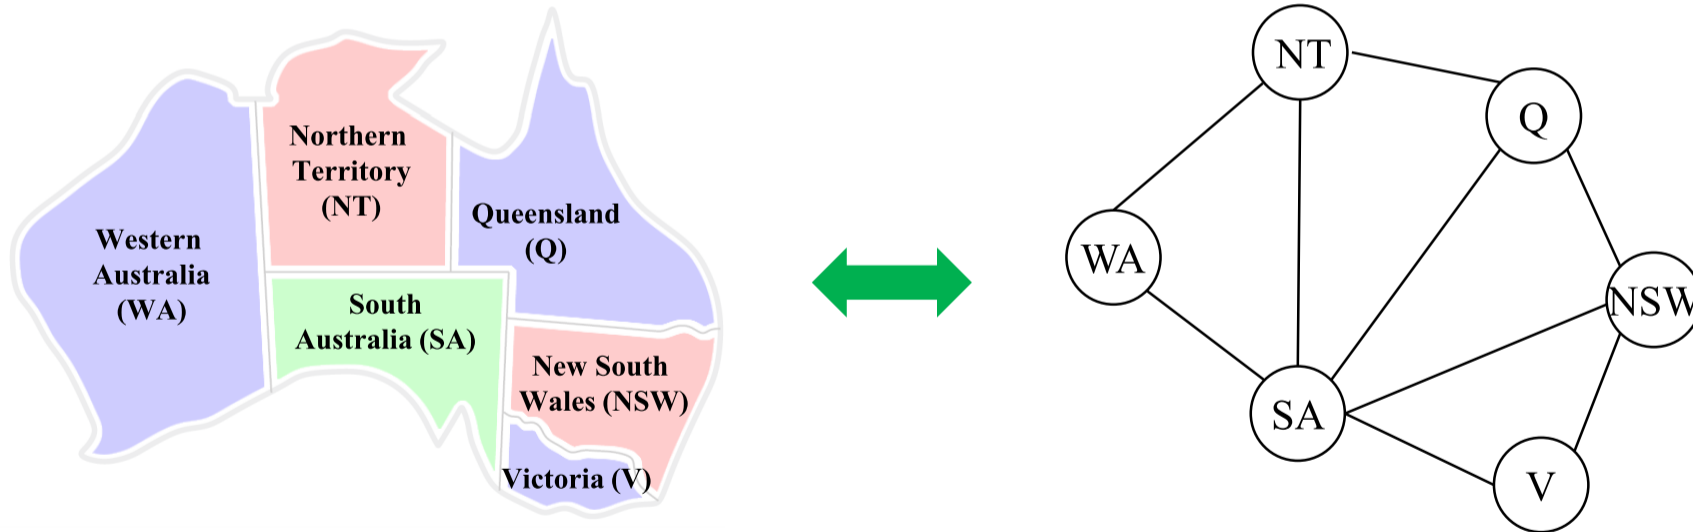 Northern
Territory
(NT)
Queensland
(Q)
Western
Australia
(WA)
South
Australia (SA)
New South
Wales (NSW)
Victoria (V)
NT
Q
WA
NSW
SA
V